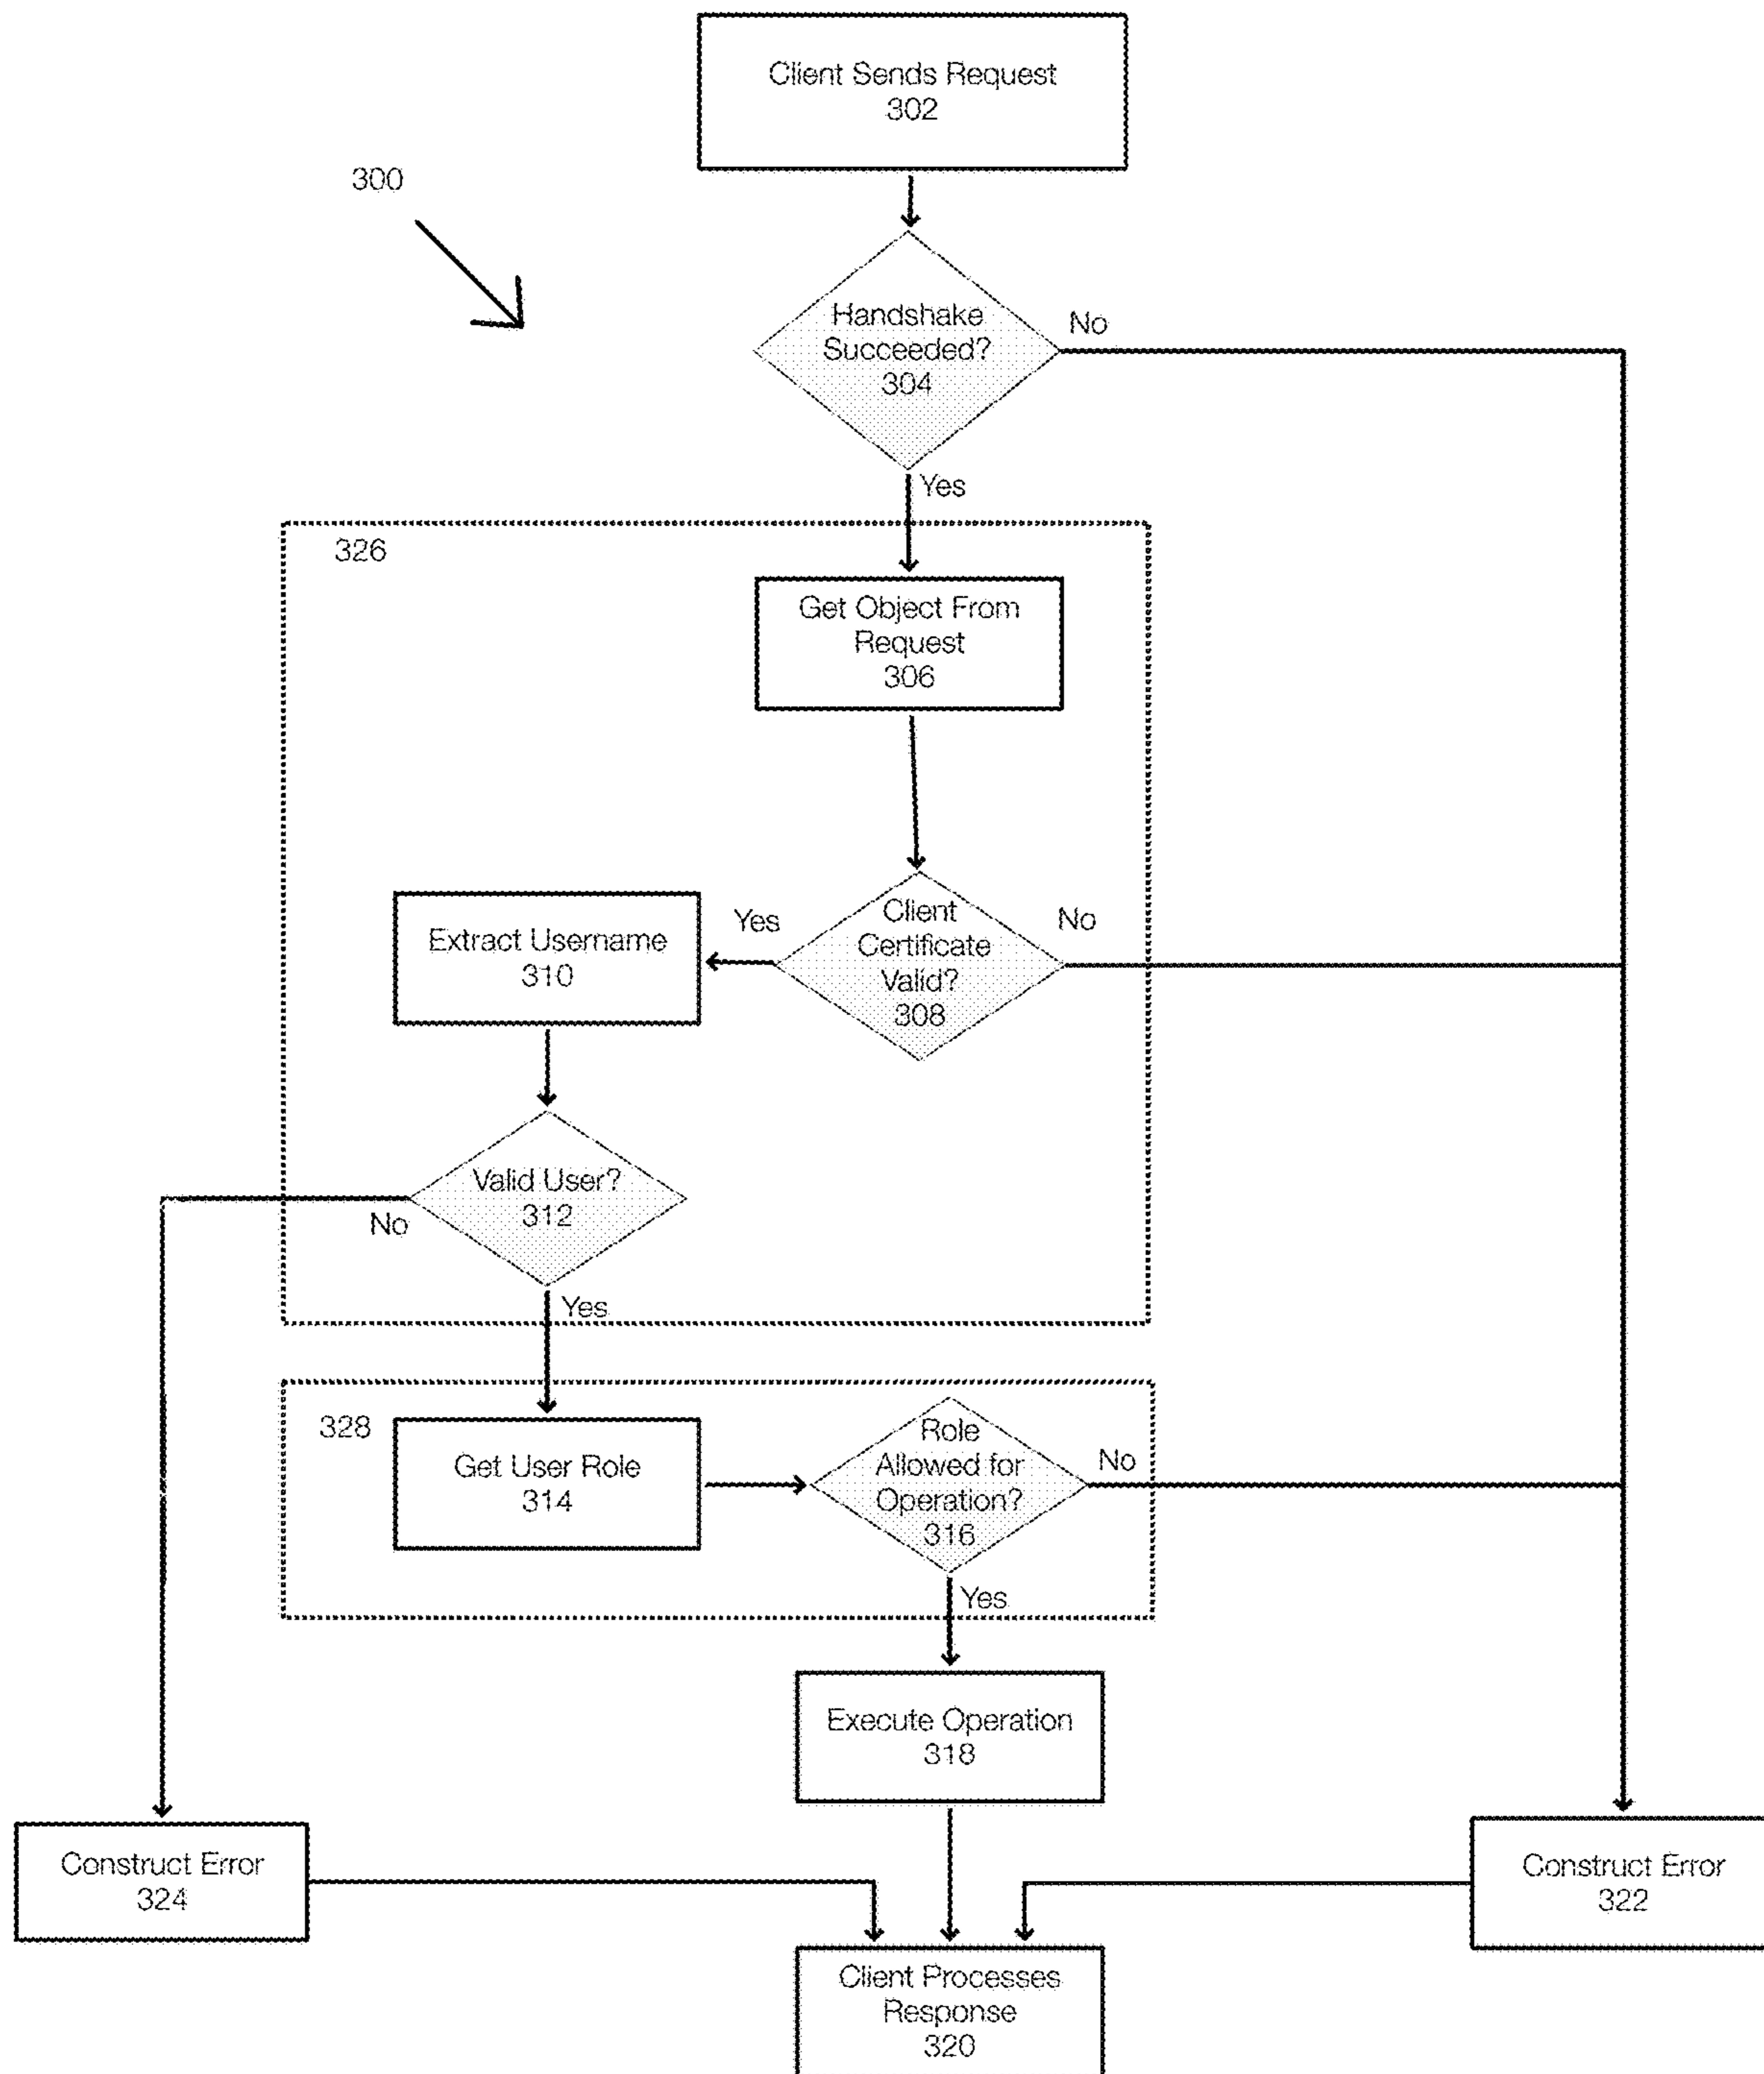 Client Sends Request
302
300
Handshake
Succeeded?
304
No
Yes
326
Get Object From
Request
306
Client
Certificate
Valid?
308
Yes
No
Extract Username
310
Valid User?
312
No
Yes
328
Get User Role
314
Role
Allowed for
Operation?
316
No
Yes
Execute Operation
318
Construct Error
324
Construct Error
322
Client Processes
Response
320